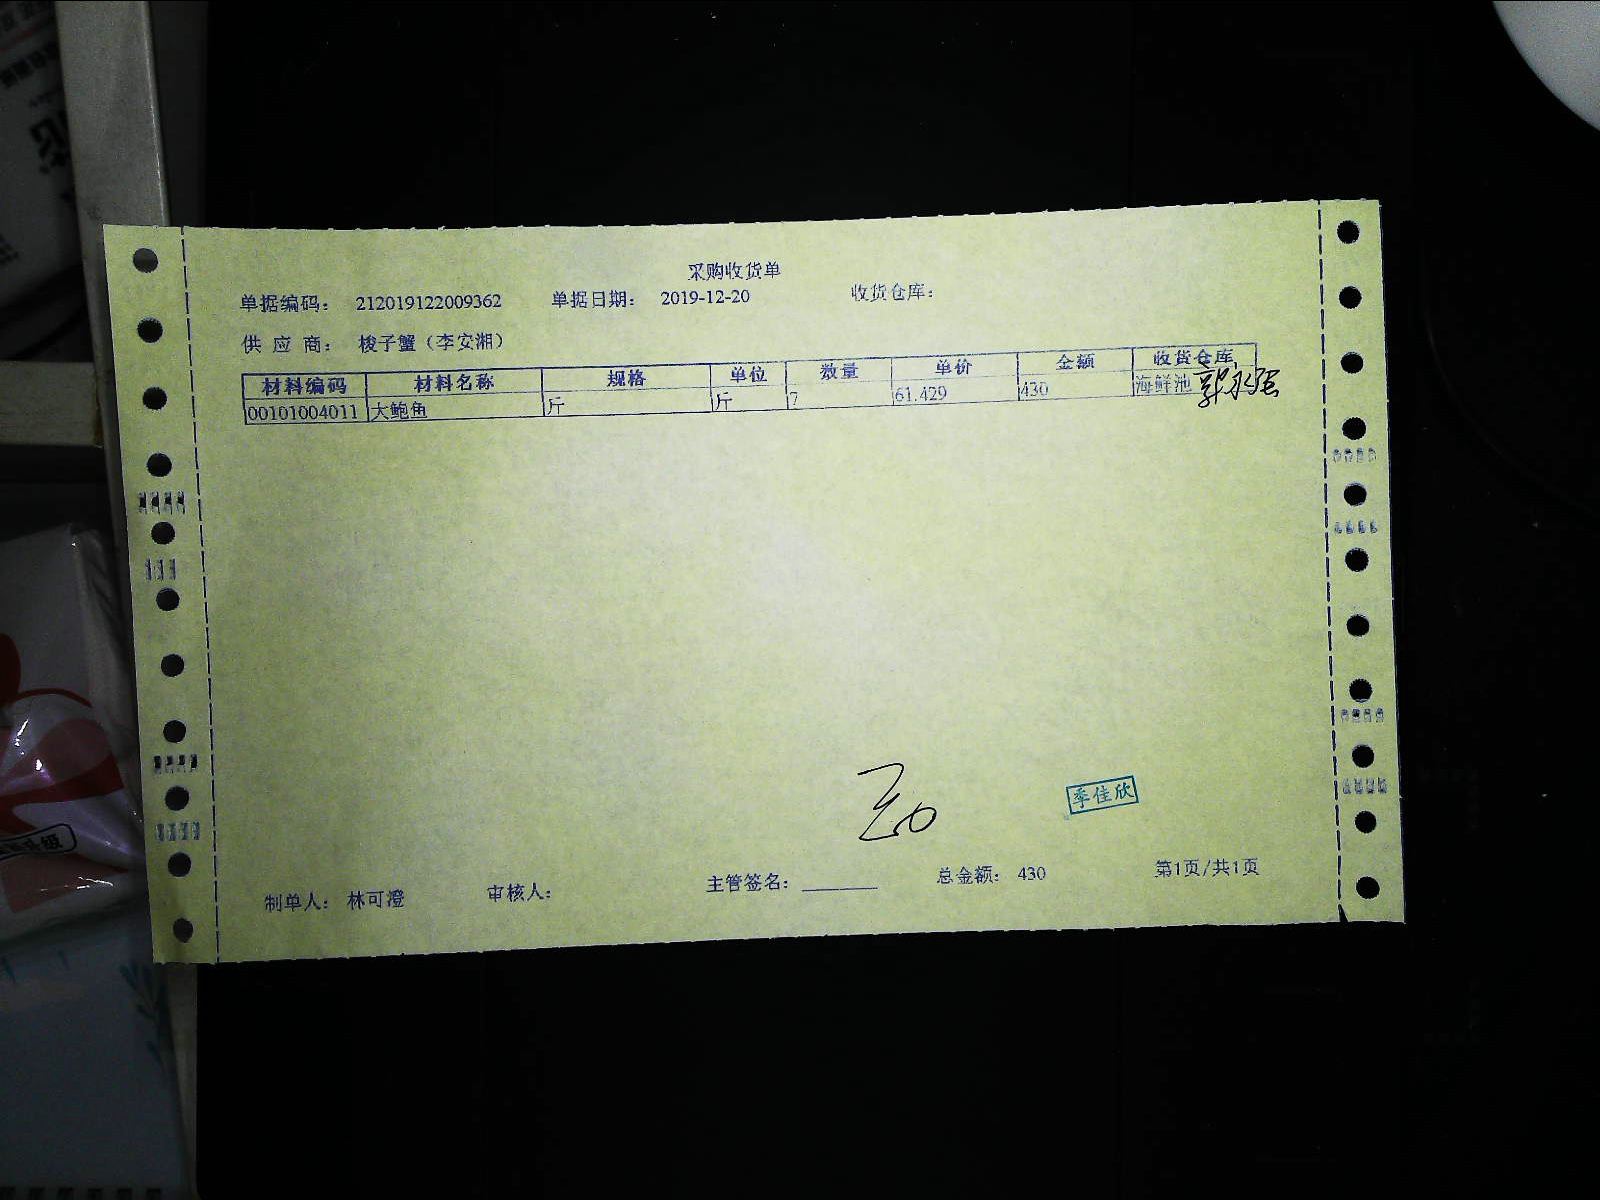 采购收货单
单据编码： 212019122009362 单据日期： 2019-12-20 收货仓库：
供 应 商： 梭子蟹（李安湘）
材料编码 材料名称 规格 单位 数量 单价 金额 收货仓库
00101004011 大鲍鱼 斤 斤 7 61.429 430 海鲜池
季佳欣
制单人： 林可澄 审核人： 主管签名： 总金额： 430 第1页/共1页